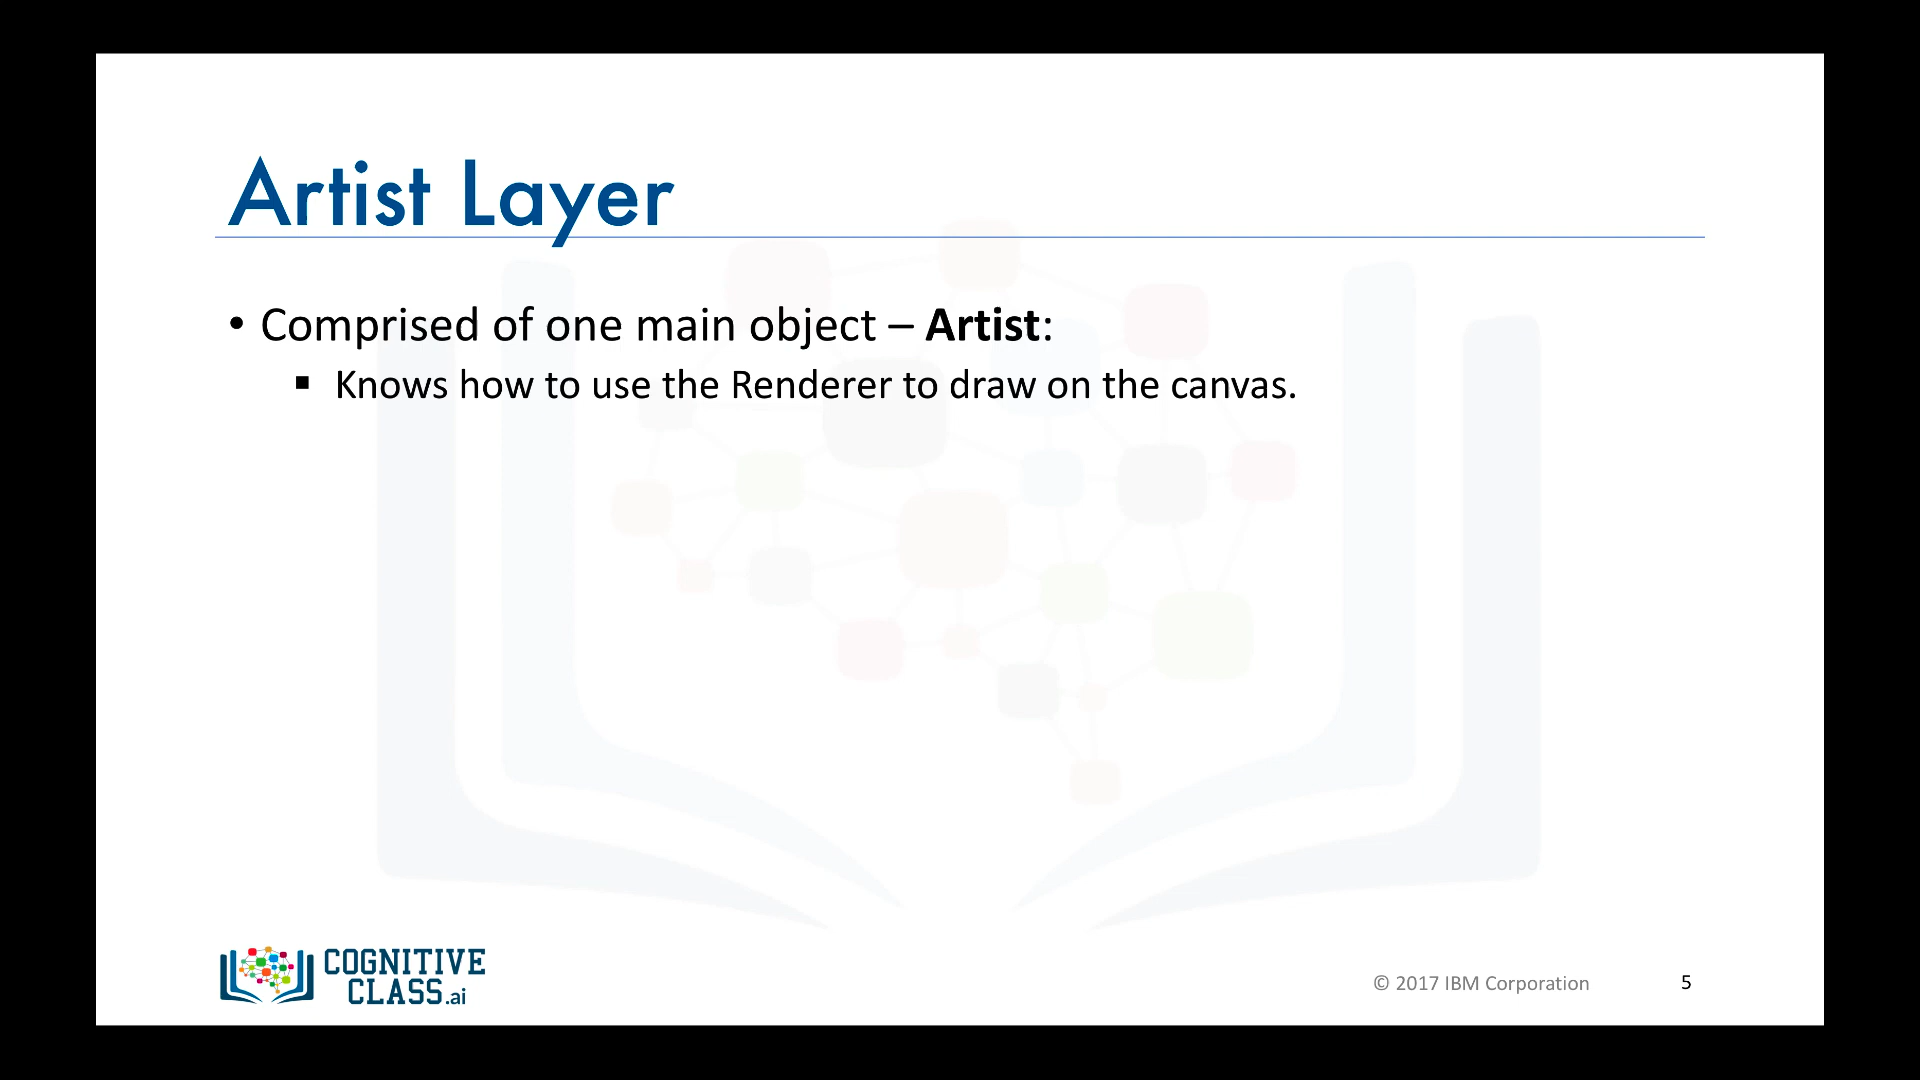 Artist Layer
• Comprised of one main object – Artist:
▪ Knows how to use the Renderer to draw on the canvas.
COGNITIVE
CLASS.ai
© 2017 IBM Corporation 5